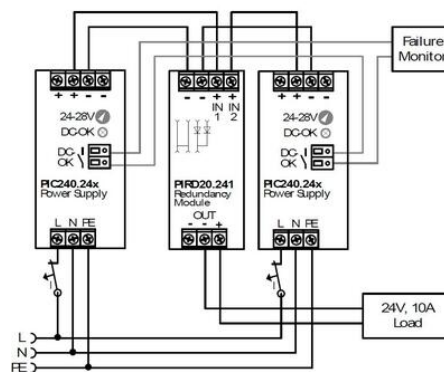 Failure
Monitor
+ + - -
- - + +
IN IN
1 2
+ + - -
24-28V
DC-OK
DC-
OK
PIC240.24x
Power Supply
L N PE
PIRD20.241
Redundancy
Module
OUT
- - +
24-28V
DC-OK
DC-
OK
PIC240.24x
Power Supply
L N PE
I
I
24V, 10A
Load
L
N
PE